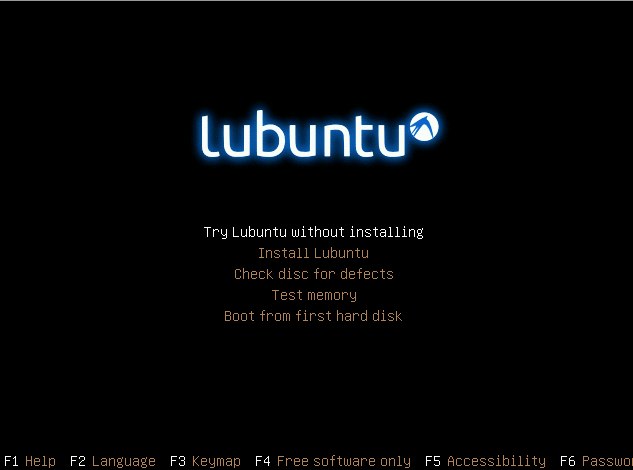 lubuntu
Try Lubuntu without installing
Install Lubuntu
Check disc for defects
Test memory
Boot from first hard disk
F1 Help F2 Language F3 Keymap F4 Free software only F5 Accessibility F6 Passwo